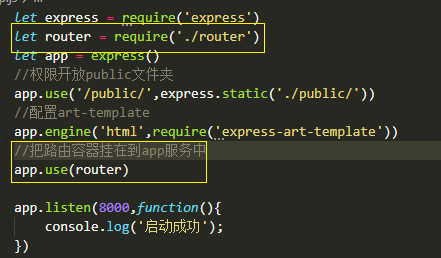 let express = require('express')
let router = require('./router')
let app = express()
//权限开放public文件夹
app.use('/public/',express.static('./public/'))
//配置art-template
app.engine('html',require('express-art-template'))
//把路由容器挂在到app服务中
app.use(router)
app.listen(8000,function(){
console.log('启动成功');
})